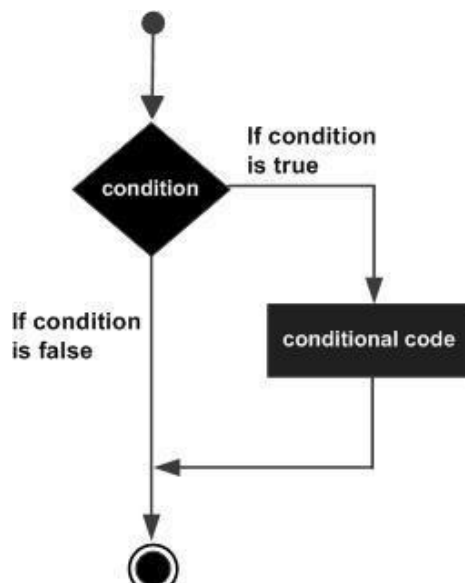 If condition
is true
condition
If condition
is false
conditional code